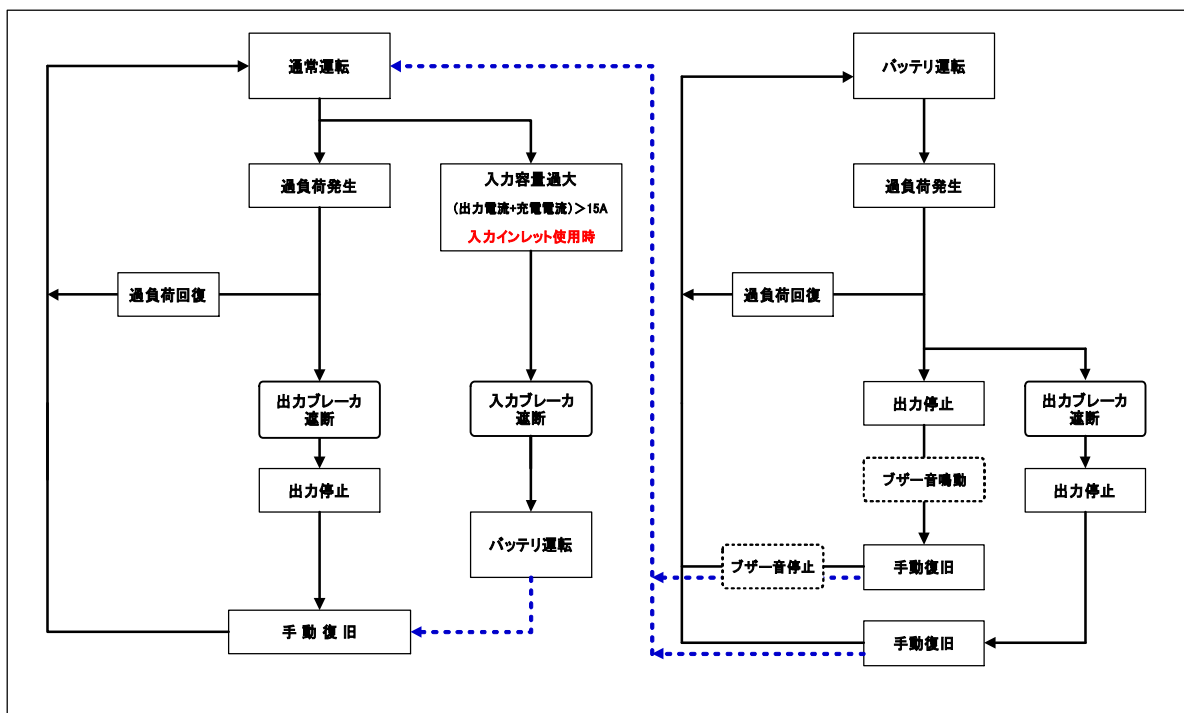 通常運転
過負荷発生
入力容量過大
(出力電流+充電電流)>15A
入力インレット使用時
過負荷回復
出力ブレーカ
遮断
入力ブレーカ
遮断
出力停止
バッテリ運転
手動復旧
バッテリ運転
過負荷発生
過負荷回復
出力停止
出力ブレーカ
遮断
ブザー音鳴動
出力停止
ブザー音停止
手動復旧
手動復旧